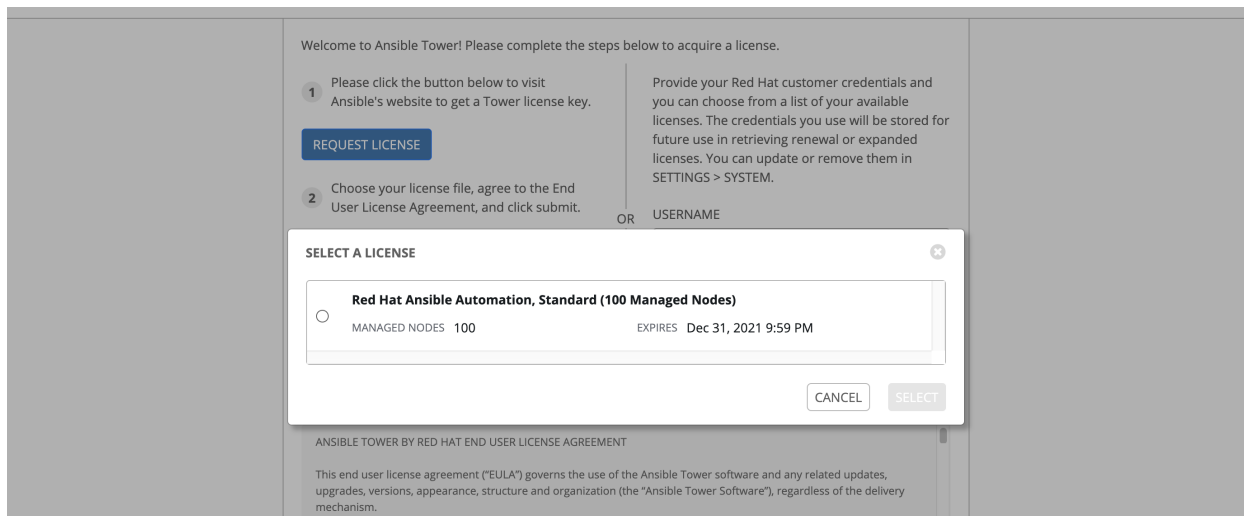 Welcome to Ansible Tower! Please complete the steps below to acquire a license.
1
Please click the button below to visit
Ansible's website to get a Tower license key.
REQUEST LICENSE
2
Choose your license file, agree to the End
User License Agreement, and click submit.
OR
Provide your Red Hat customer credentials and
you can choose from a list of your available
licenses. The credentials you use will be stored for
future use in retrieving renewal or expanded
licenses. You can update or remove them in
SETTINGS > SYSTEM.
USERNAME
SELECT A LICENSE
Red Hat Ansible Automation, Standard (100 Managed Nodes)
MANAGED NODES 100
EXPIRES Dec 31, 2021 9:59 PM
CANCEL
SELECT
ANSIBLE TOWER BY RED HAT END USER LICENSE AGREEMENT
This end user license agreement (“EULA”) governs the use of the Ansible Tower software and any related updates,
upgrades, versions, appearance, structure and organization (the “Ansible Tower Software”), regardless of the delivery
mechanism.